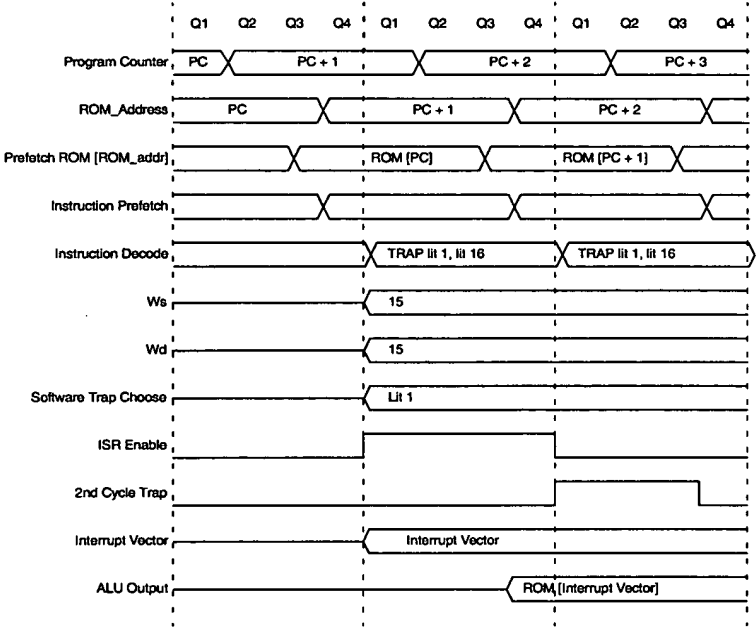 Q1 Q2 Q3 Q4 Q1 Q2 Q3 Q4 Q1 Q2 Q3 Q4
Program Counter PC PC + 1 PC + 2 PC + 3
ROM_Address PC PC + 1 PC + 2
Prefetch ROM [ROM_addr] ROM [PC] ROM [PC + 1]
Instruction Prefetch
Instruction Decode TRAP lit 1, lit 16 TRAP lit 1, lit 16
Ws 15
Wd 15
Software Trap Choose Lit 1
ISR Enable
2nd Cycle Trap
Interrupt Vector Interrupt Vector
ALU Output ROM [Interrupt Vector]